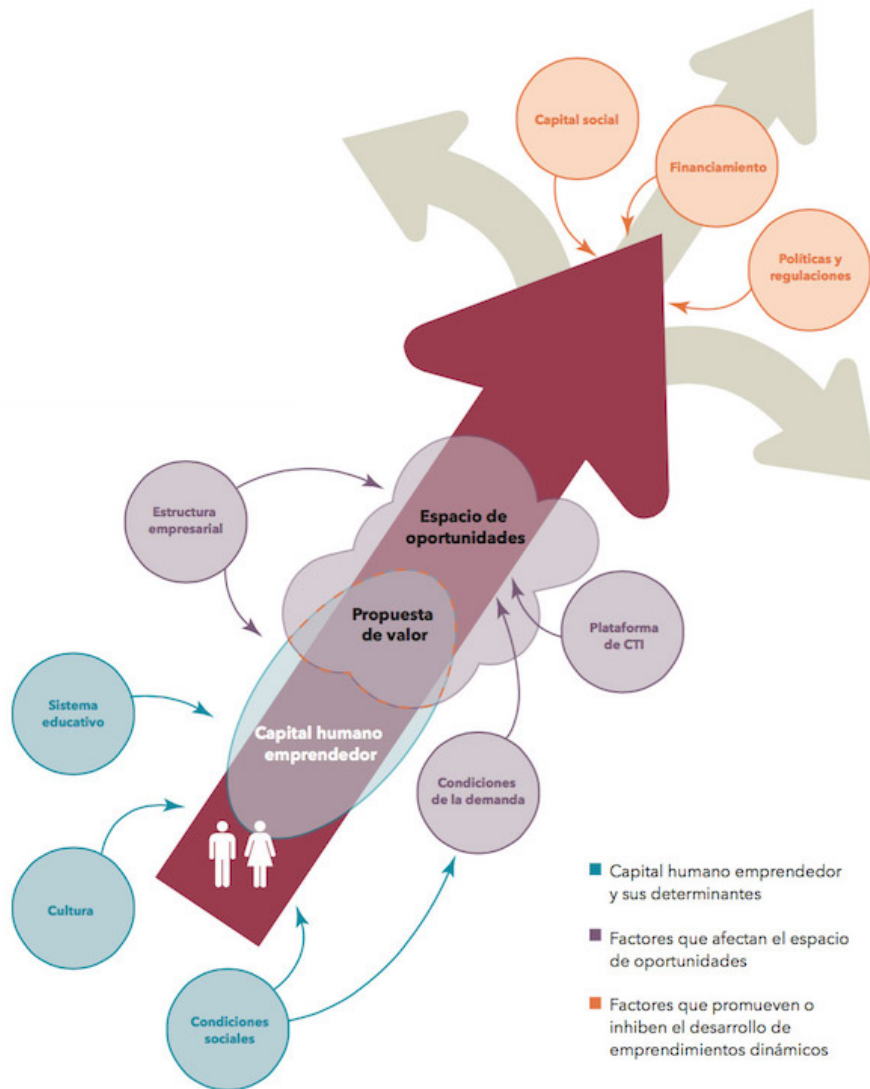 Capital social
Financiamiento
Políticas y
regulaciones
Estructura
empresarial
Espacio de
oportunidades
Propuesta
de valor
Plataforma
de CTI
Sistema
educativo
Capital humano
emprendedor
Condiciones
de la demanda
Cultura
Condiciones
sociales
Capital humano emprendedor
y sus determinantes
Factores que afectan el espacio
de oportunidades
Factores que promueven o
inhiben el desarrollo de
emprendimientos dinámicos